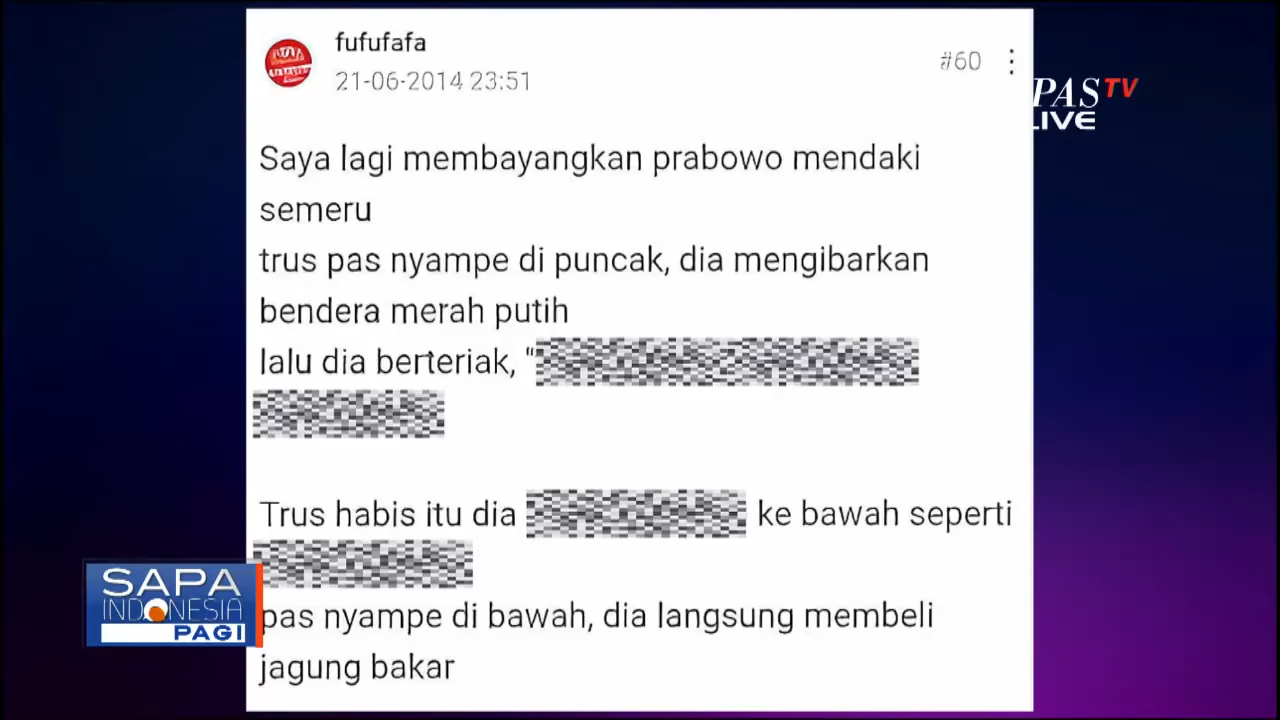 fufufafa
21-06-2014 23:51
#60
PAS TV
LIVE
Saya lagi membayangkan prabowo mendaki
semeru
trus pas nyampe di puncak, dia mengibarkan
bendera merah putih
lalu dia berteriak, "
Trus habis itu dia ke bawah seperti
pas nyampe di bawah, dia langsung membeli
jagung bakar
SAPA
INDONESIA
PAGI